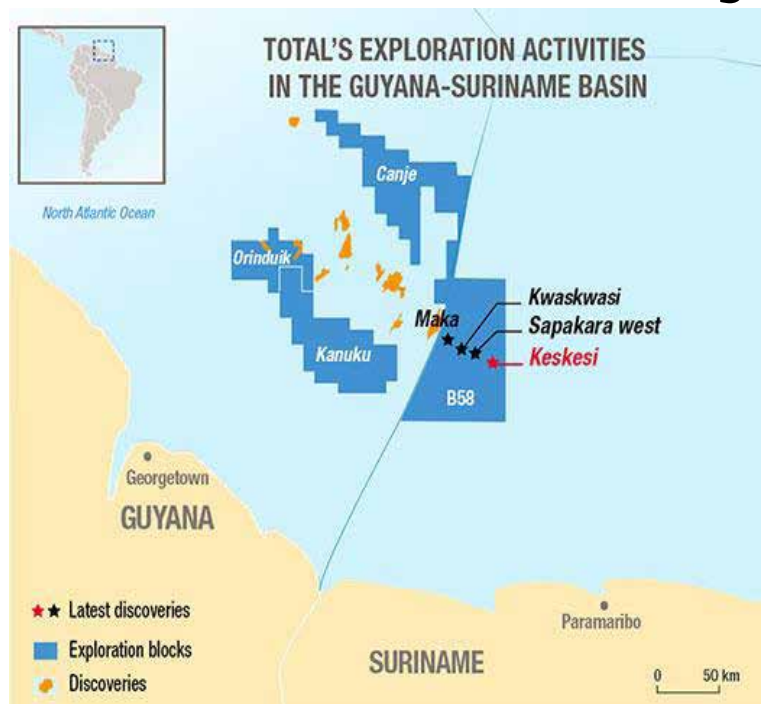 TOTAL'S EXPLORATION ACTIVITIES
IN THE GUYANA-SURINAME BASIN
North Atlantic Ocean
Canje
Orinduik
Kanuku
Maka
Kwaskwasi
Sapakara west
Keskesi
B58
Georgetown
GUYANA
Latest discoveries
Exploration blocks
Discoveries
Paramaribo
SURINAME
0 50 km